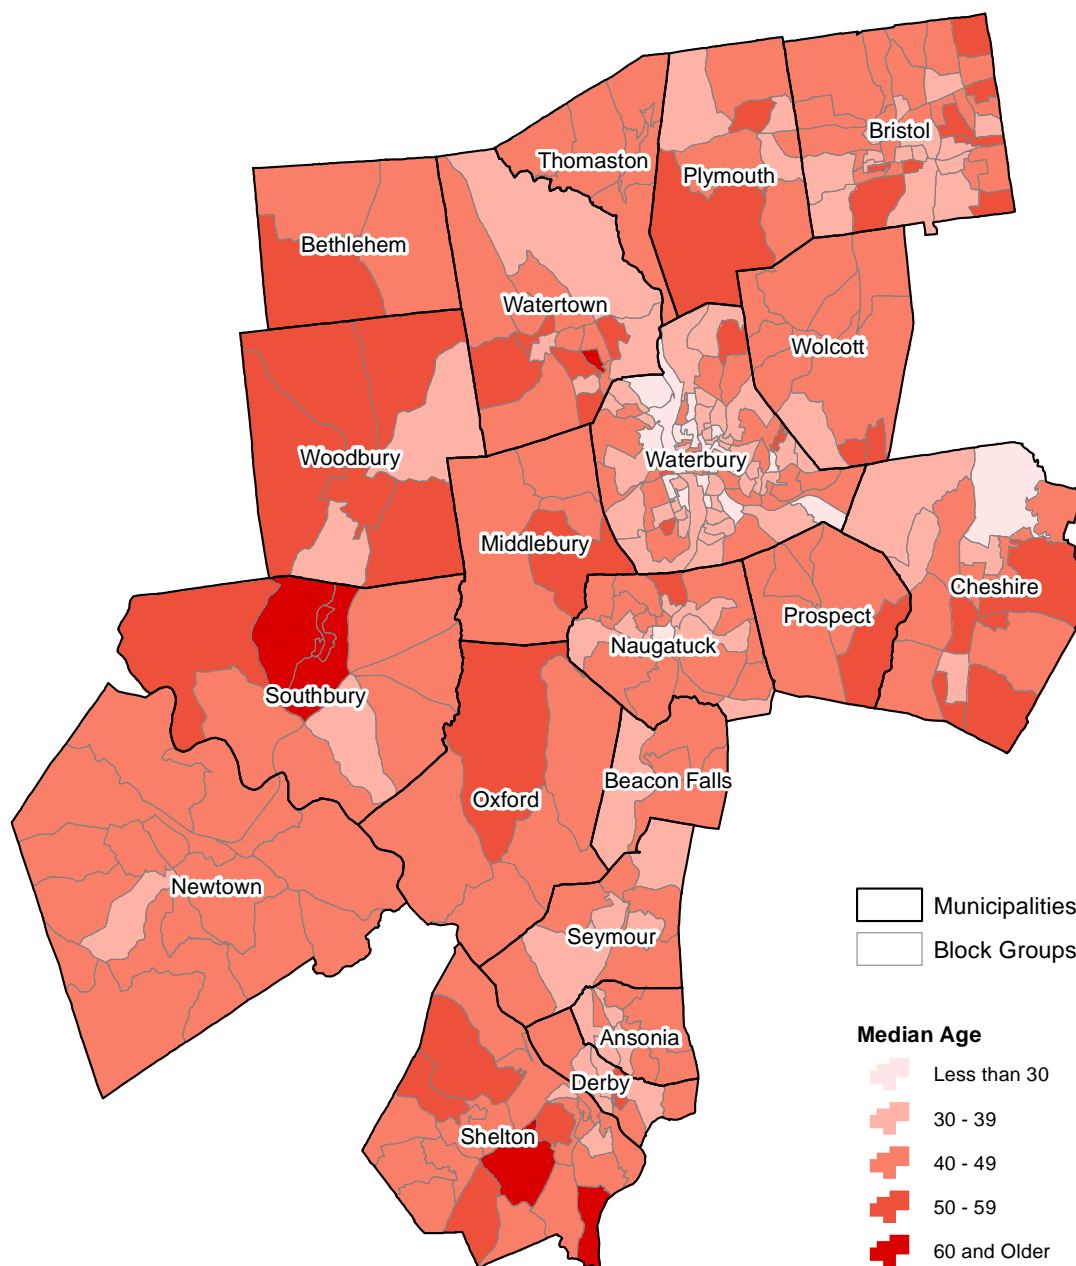 Bristol
Thomaston
Plymouth
Bethlehem
Watertown
Wolcott
Woodbury
Waterbury
Middlebury
Cheshire
Prospect
Naugatuck
Southbury
Beacon Falls
Oxford
Newtown
Seymour
Ansonia
Derby
Shelton
Municipalities
Block Groups
Median Age
Less than 30
30 - 39
40 - 49
50 - 59
60 and Older